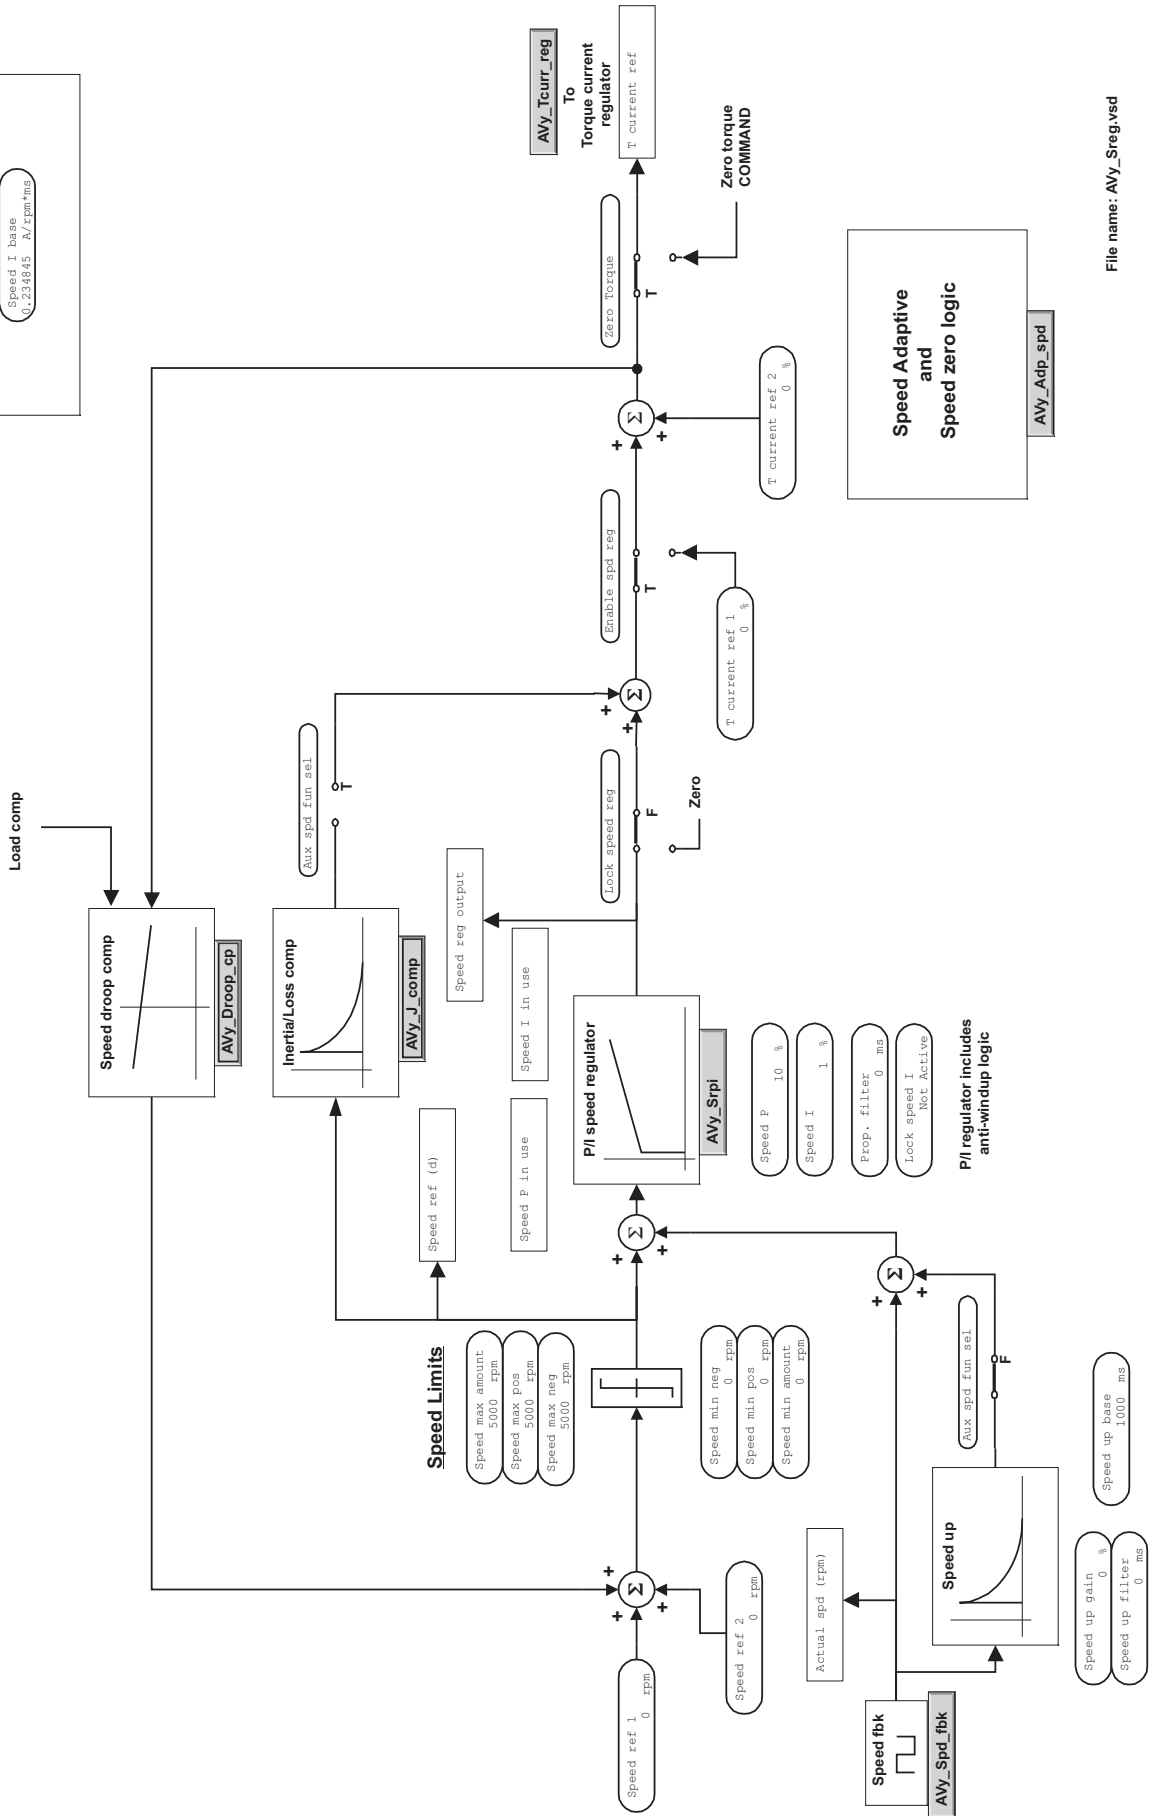 Speed I base
0.234845 A/rpm*ms
Load comp
Speed droop comp
AVy_Droop_cp
Aux spd fun sel
T
Inertia/Loss comp
AVy_J_comp
Speed reg output
Speed ref (d)
Speed I in use
Speed P in use
Speed Limits
Speed max amount
5000 rpm
Speed max pos
5000 rpm
Speed max neg
5000 rpm
Speed ref 1
0 rpm
+
+
+
Σ
Speed ref 2
0 rpm
Speed min neg
0 rpm
Speed min pos
0 rpm
Speed min amount
0 rpm
+
+
Σ
P/I speed regulator
AVy_Srpi
Lock speed reg
F
Zero
+
+
Σ
Enable spd reg
T
T current ref 1
0 %
+
+
Σ
T current ref 2
0 %
Zero Torque
T
Zero torque
COMMAND
AVy_Tcurr_reg
To
Torque current
regulator
T current ref
Speed P
10 %
Speed I
1 %
Prop. filter
0 ms
Lock speed I
Not Active
P/I regulator includes
anti-windup logic
Speed fbk
AVy_Spd_fbk
Actual spd (rpm)
+
+
Σ
Speed up
Aux spd fun sel
F
Speed up gain
0 %
Speed up filter
0 ms
Speed up base
1000 ms
Speed Adaptive
and
Speed zero logic
AVy_Adp_spd
File name: AVy_Sreg.vsd